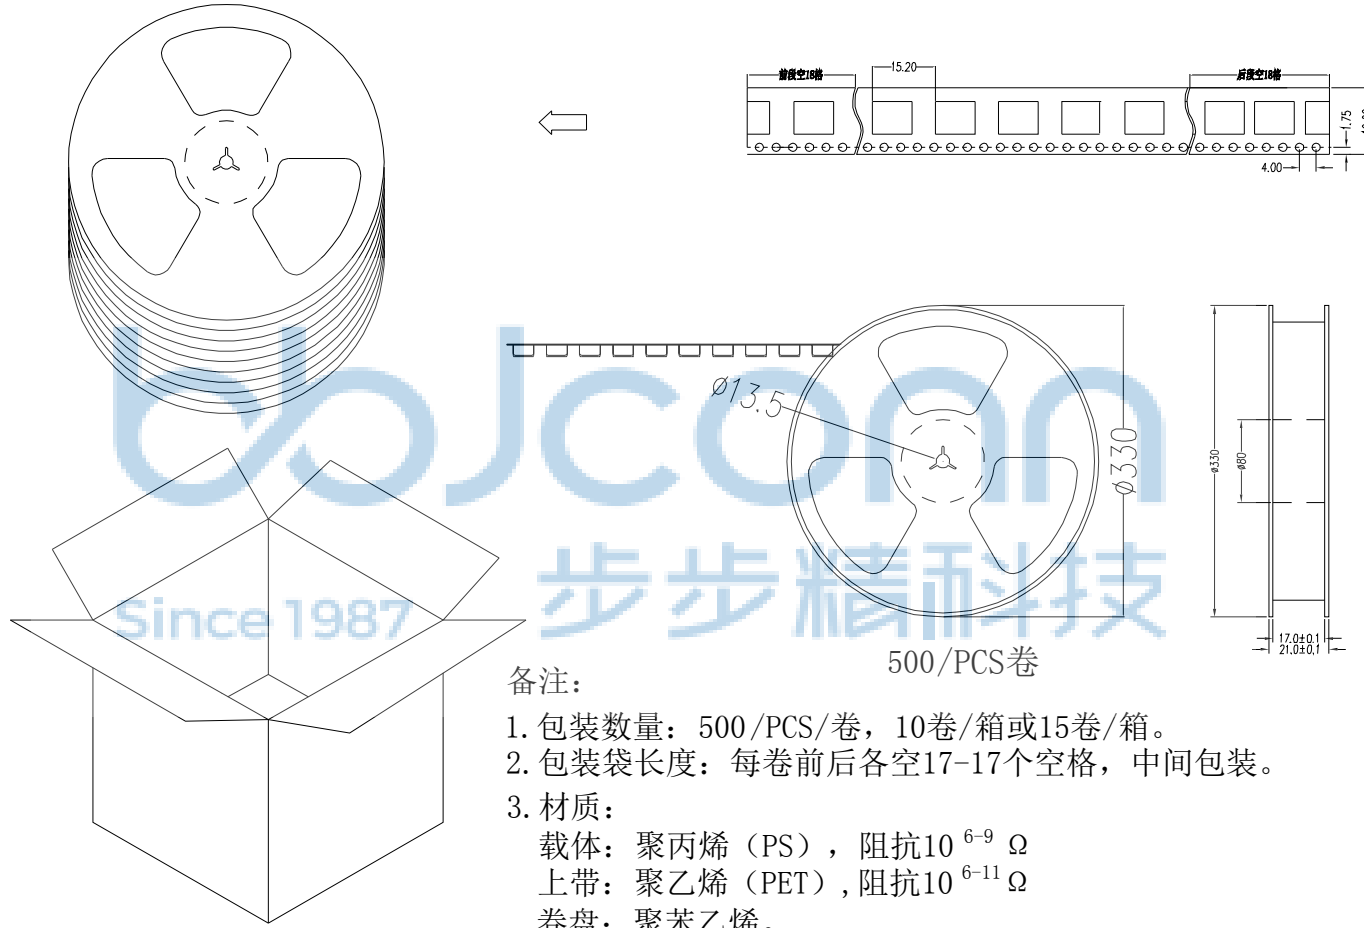 前段空18格
15.20
后段空18格
1.75
4.00
bbJconn
Ø13.5
Ø330
ø330
ø80
步步精科技
Since 1987
17.0±0.1
21.0±0.1
500/PCS卷
备注：
1.包装数量：500/PCS/卷，10卷/箱或15卷/箱。
2.包装袋长度：每卷前后各空17-17个空格，中间包装。
3.材质：
载体：聚丙烯（PS），阻抗10 6-9 Ω
上带：聚乙烯（PET）,阻抗10 6-11 Ω
卷盘：聚苯乙烯。